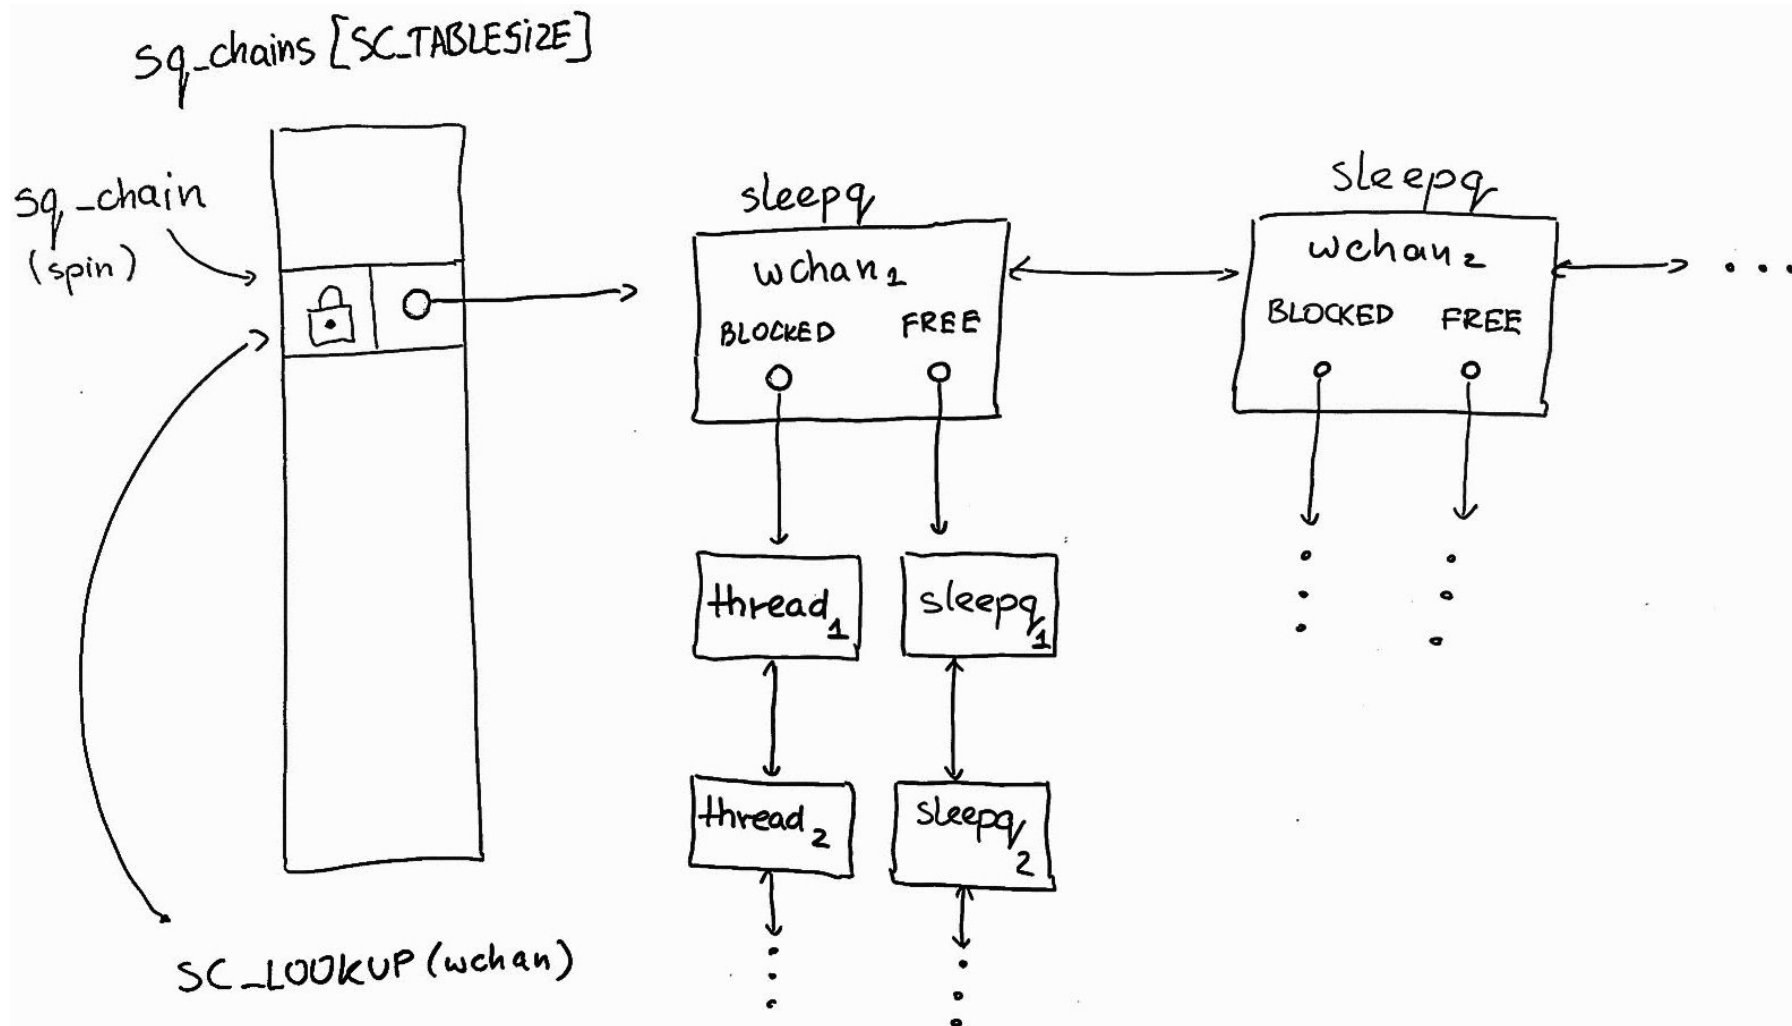 sq_chains [SC_TABLESIZE]
sq_chain
(spin)
sleepq
wchan1
BLOCKED FREE
sleepq
wchan2
BLOCKED FREE
thread1
sleepq1
thread2
sleepq2
SC_LOOKUP (wchan)